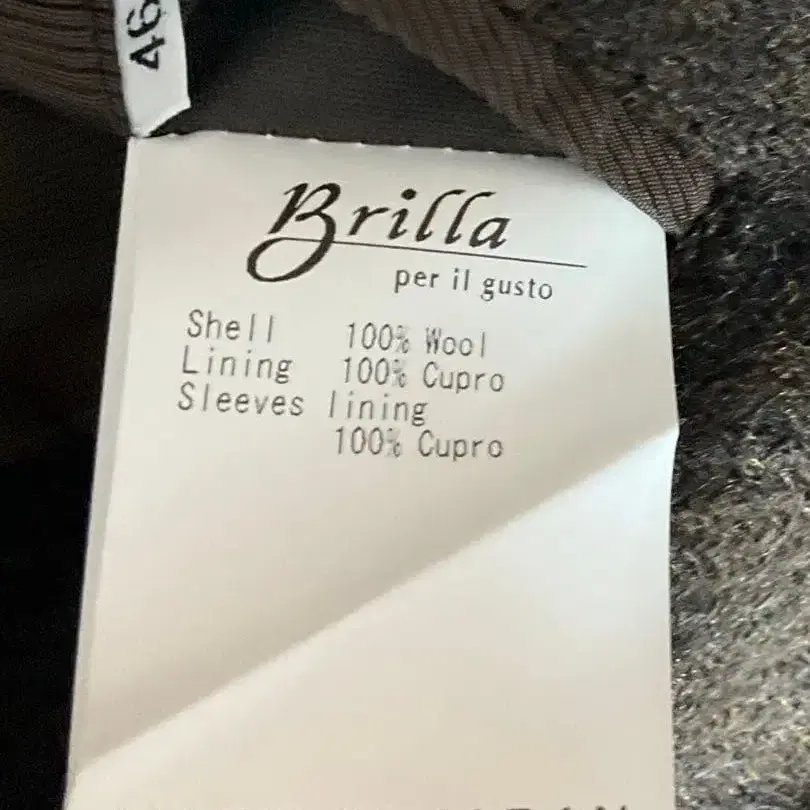 46
Brilla
per il gusto
Shell 100% Wool
Lining 100% Cupro
Sleeves lining
100% Cupro